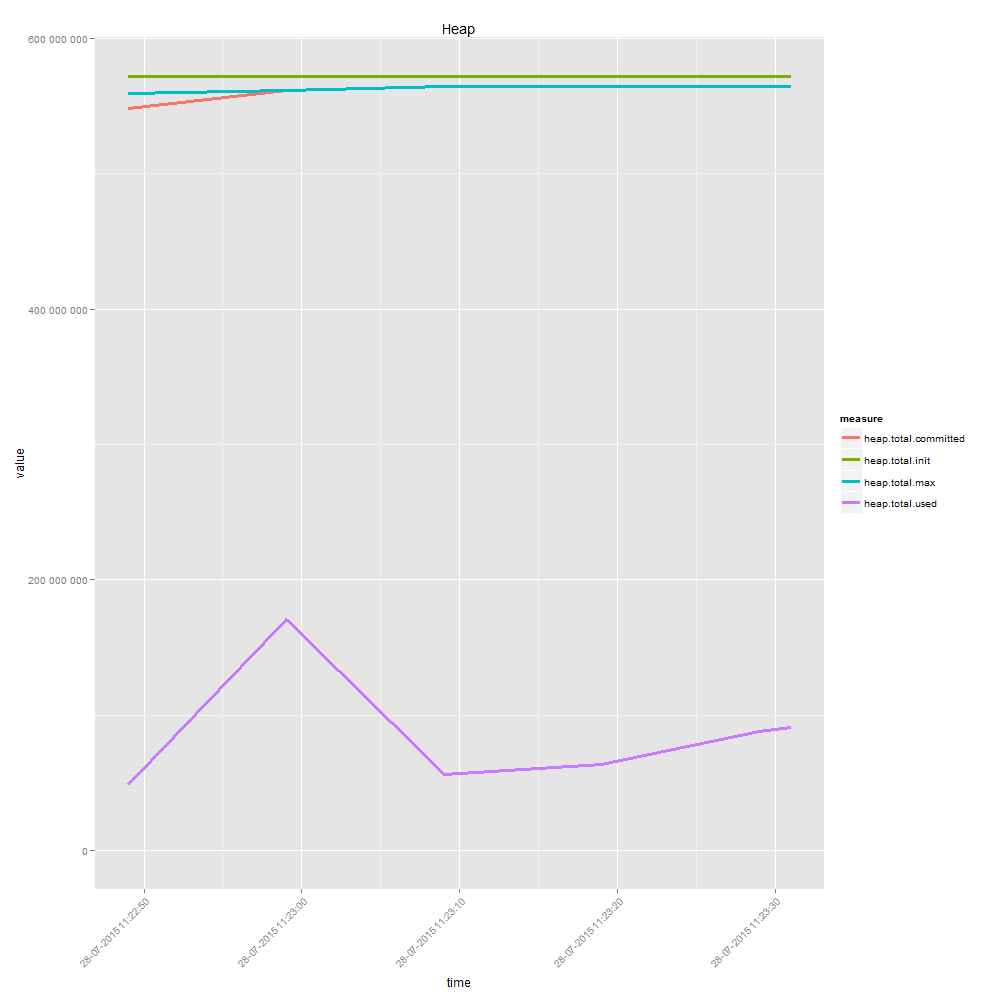 Heap
600 000 000
400 000 000
200 000 000
0
value
28-07-2015 11:22:50
28-07-2015 11:23:00
28-07-2015 11:23:10
28-07-2015 11:23:20
28-07-2015 11:23:30
time
measure
heap.total.committed
heap.total.init
heap.total.max
heap.total.used